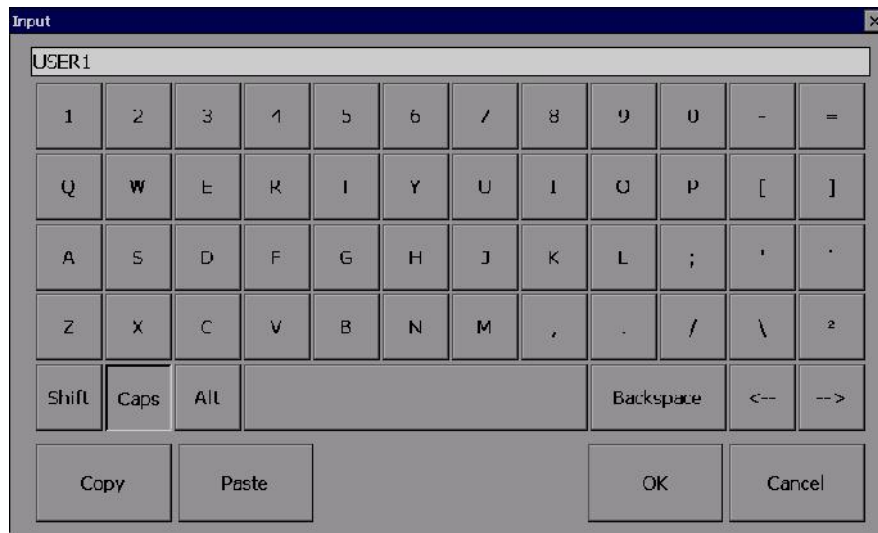 Input
USER1
1 2 3 4 5 6 7 8 9 0 - =
Q W E R T Y U I O P [ ]
A S D F G H J K L ; ' `
Z X C V B N M , . / \ ²
Shift Caps Alt Backspace <-- -->
Copy Paste OK Cancel